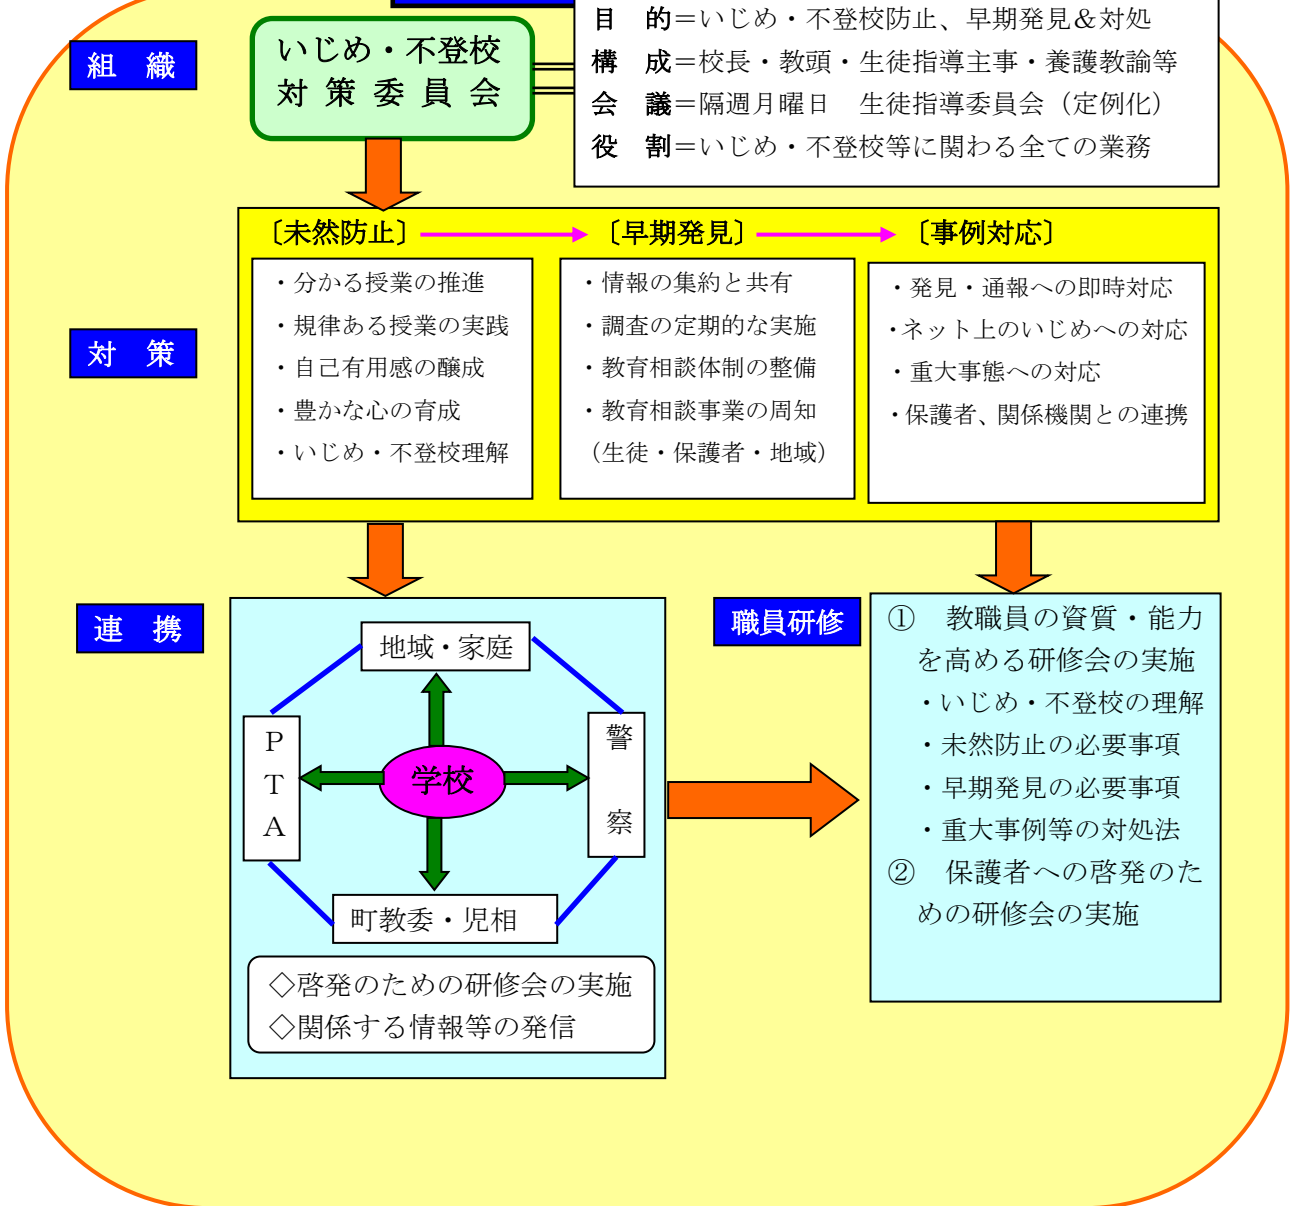 組　織
いじめ・不登校
対 策 委 員 会
目　的＝いじめ・不登校防止、早期発見＆対処
構　成＝校長・教頭・生徒指導主事・養護教諭等
会　議＝隔週月曜日　生徒指導委員会（定例化）
役　割＝いじめ・不登校等に関わる全ての業務
対　策
〔未然防止〕
・分かる授業の推進
・規律ある授業の実践
・自己有用感の醸成
・豊かな心の育成
・いじめ・不登校理解
〔早期発見〕
・情報の集約と共有
・調査の定期的な実施
・教育相談体制の整備
・教育相談事業の周知
（生徒・保護者・地域）
〔事例対応〕
・発見・通報への即時対応
・ネット上のいじめへの対応
・重大事態への対応
・保護者、関係機関との連携
連　携
地域・家庭
ＰＴＡ
学校
警　察
町教委・児相
◇啓発のための研修会の実施
◇関係する情報等の発信
職員研修
①　教職員の資質・能力
を高める研修会の実施
・いじめ・不登校の理解
・未然防止の必要事項
・早期発見の必要事項
・重大事例等の対処法
②　保護者への啓発のた
めの研修会の実施